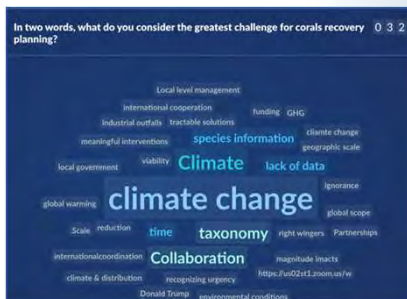 In two words, what do you consider the greatest challenge for corals recovery 0 3 2
planning?
Local level management
international cooperation
funding GHG
industrial outfalls tractable solutions
cliamte change
meaningful interventions species information
geographic scale
local government viability Climate lack of data
Ignorance
global warming climate change
global scope
Scale reduction time taxonomy right wingers Partnerships
internationalcoordination Collaboration magnitude imacts
climate & distribution recognizing urgency https://us02st1.zoom.us/w
Donald Trump environmental conditions